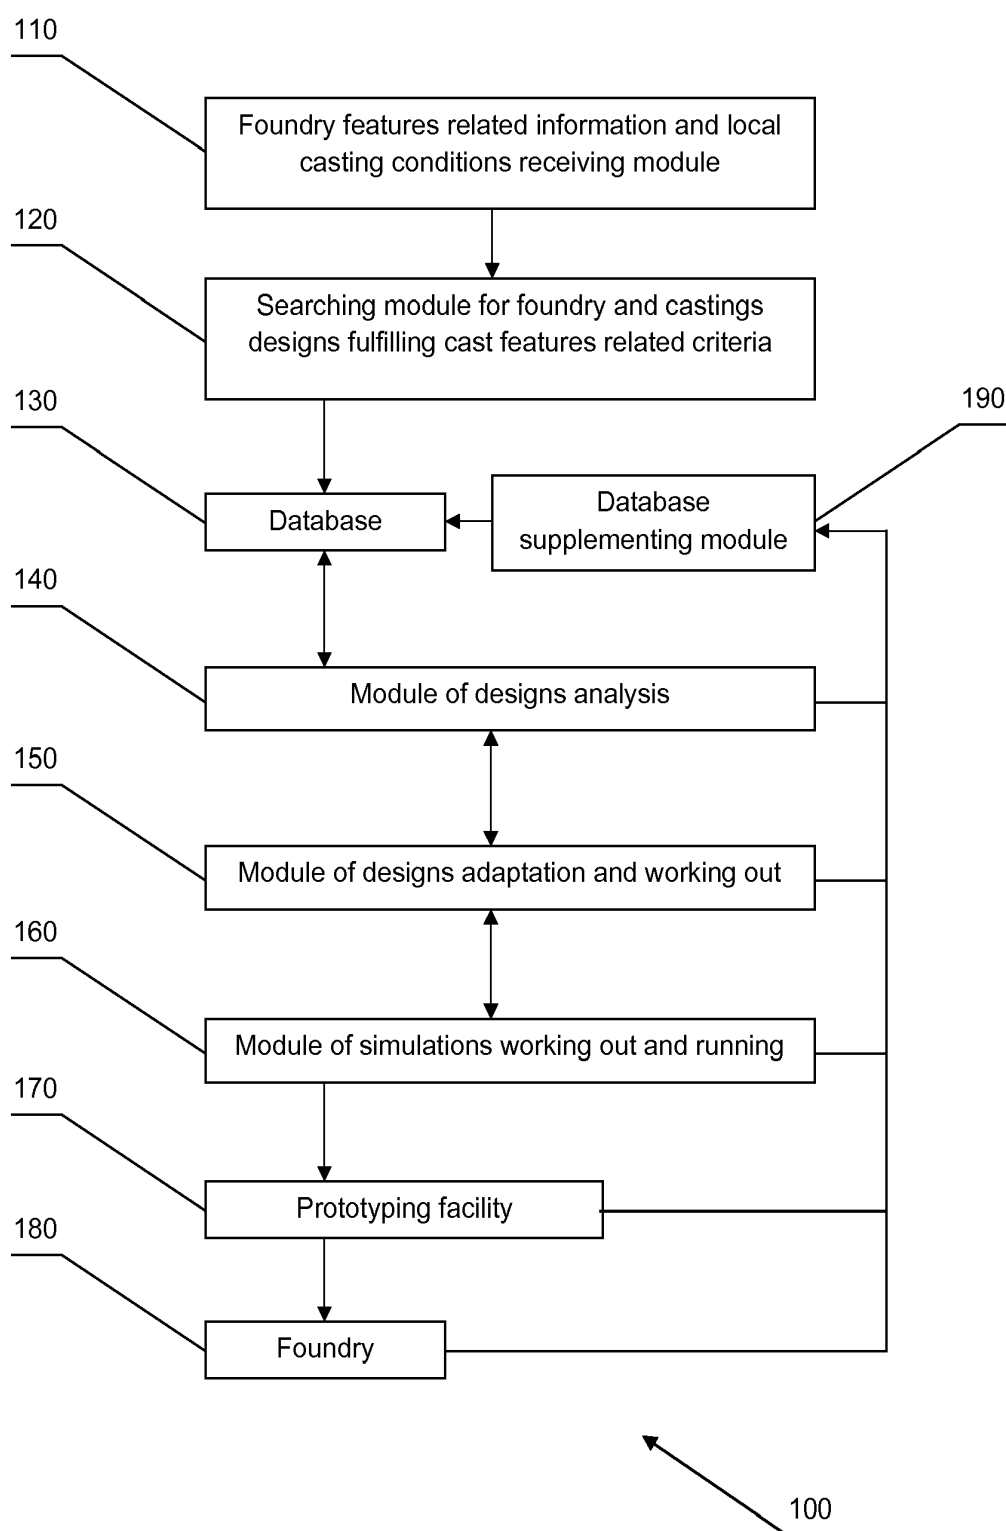 110
Foundry features related information and local
casting conditions receiving module
120
Searching module for foundry and castings
designs fulfilling cast features related criteria
130
190
Database
Database
supplementing module
140
Module of designs analysis
150
Module of designs adaptation and working out
160
Module of simulations working out and running
170
Prototyping facility
180
Foundry
100